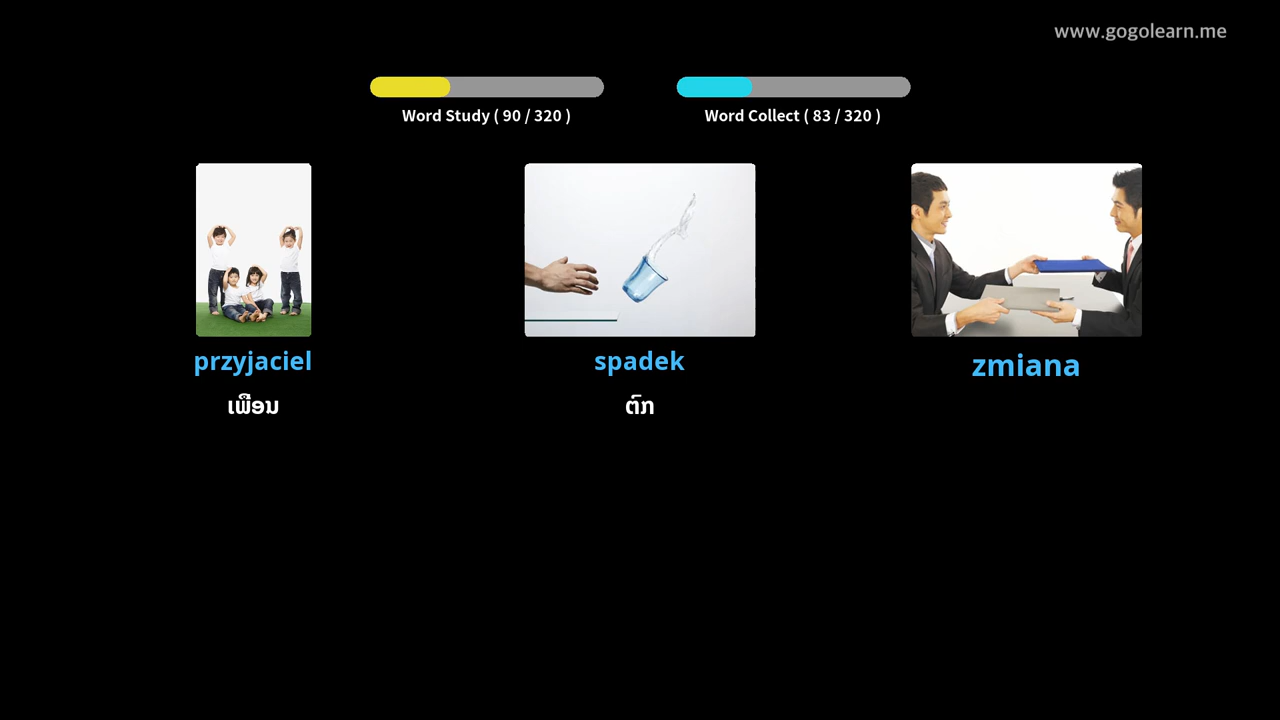 www.gogolearn.me
Word Study ( 90 / 320 )
Word Collect ( 83 / 320 )
przyjaciel
spadek
zmiana
ເພື່ອນ
ຕົກ